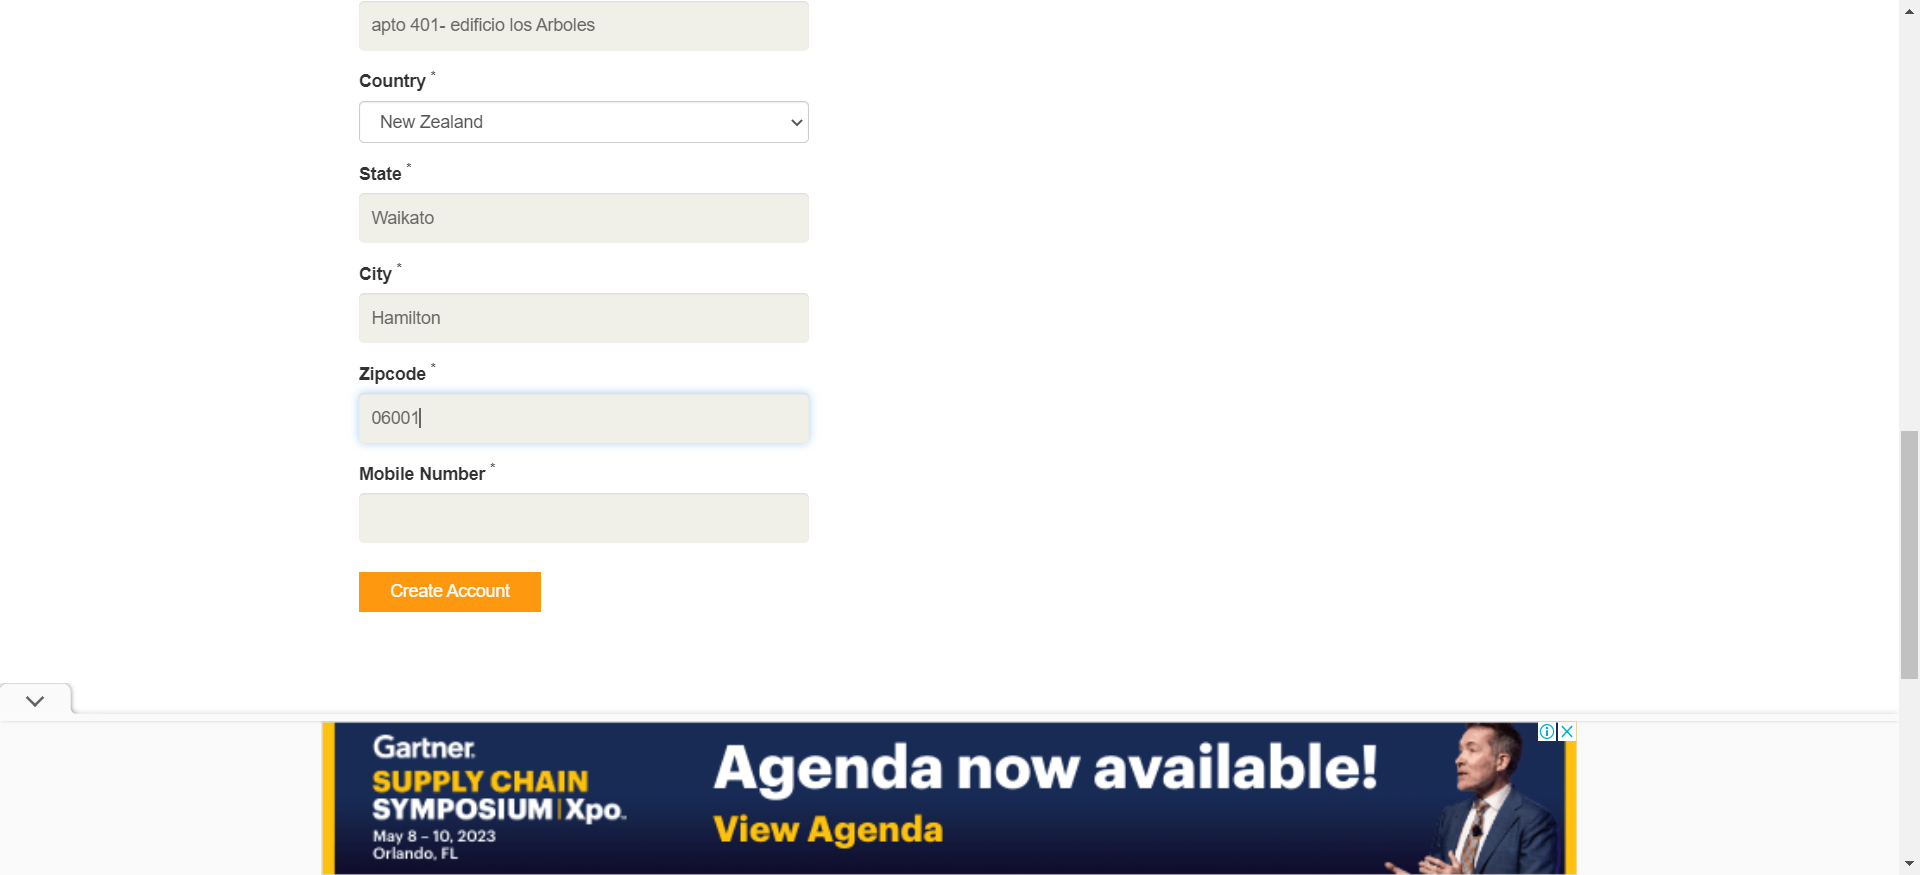 apto 401- edificio los Arboles
Country *
New Zealand
State *
Waikato
City *
Hamilton
Zipcode *
06001
Mobile Number *
Create Account
Gartner.
SUPPLY CHAIN
SYMPOSIUM | Xpo.
May 8 – 10, 2023
Orlando, FL
Agenda now available!
View Agenda